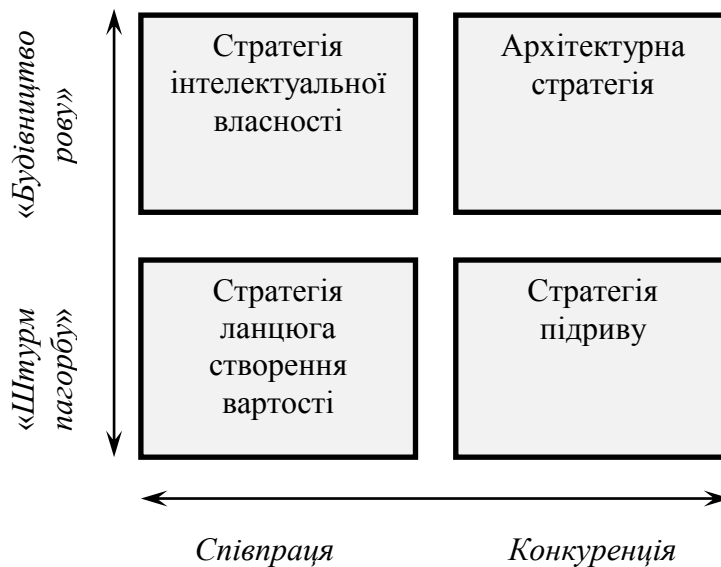 «Будівництво
рову»
Стратегія
інтелектуальної
власності
Архітектурна
стратегія
«Штурм
пагорбу»
Стратегія
ланцюга
створення
вартості
Стратегія
підриву
Співпраця
Конкуренція